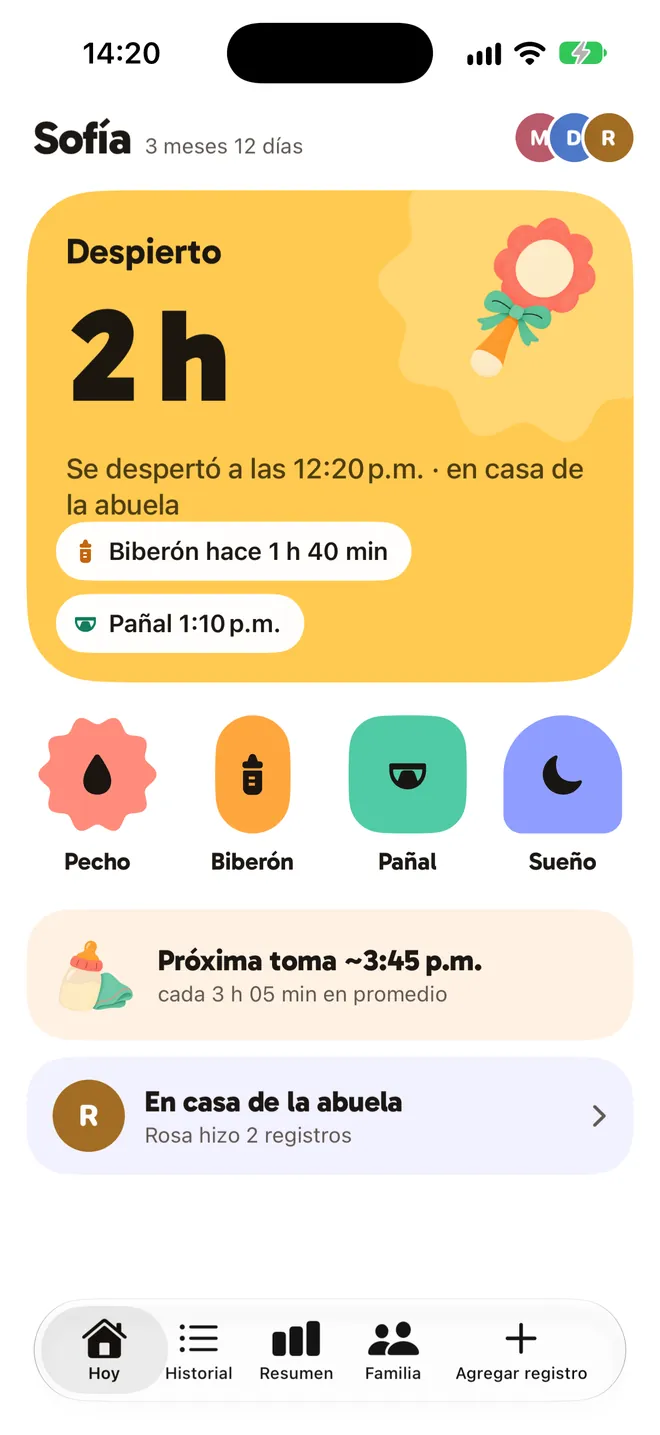 14:20
Sofía 3 meses 12 días
M D R
Despierto
2 h
Se despertó a las 12:20 p.m. · en casa de
la abuela
Biberón hace 1 h 40 min
Pañal 1:10 p.m.
Pecho Biberón Pañal Sueño
Próxima toma ~3:45 p.m.
cada 3 h 05 min en promedio
R
En casa de la abuela
Rosa hizo 2 registros
Hoy Historial Resumen Familia Agregar registro